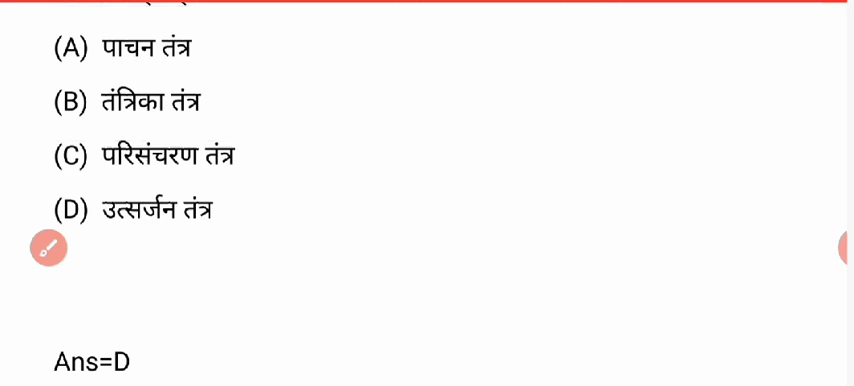 (A) पाचन तंत्र
(B) तंत्रिका तंत्र
(C) परिसंचरण तंत्र
(D) उत्सर्जन तंत्र
Ans=D